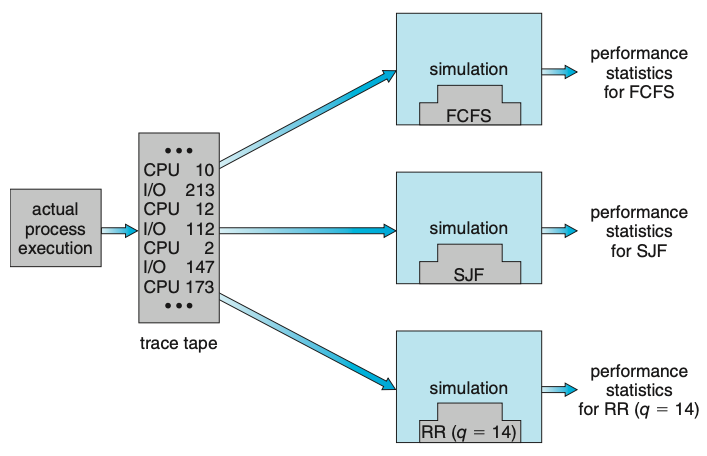 actual
process
execution
• • •
CPU 10
I/O 213
CPU 12
I/O 112
CPU 2
I/O 147
CPU 173
• • •
trace tape
simulation
FCFS
performance
statistics
for FCFS
simulation
SJF
performance
statistics
for SJF
simulation
RR (q = 14)
performance
statistics
for RR (q = 14)